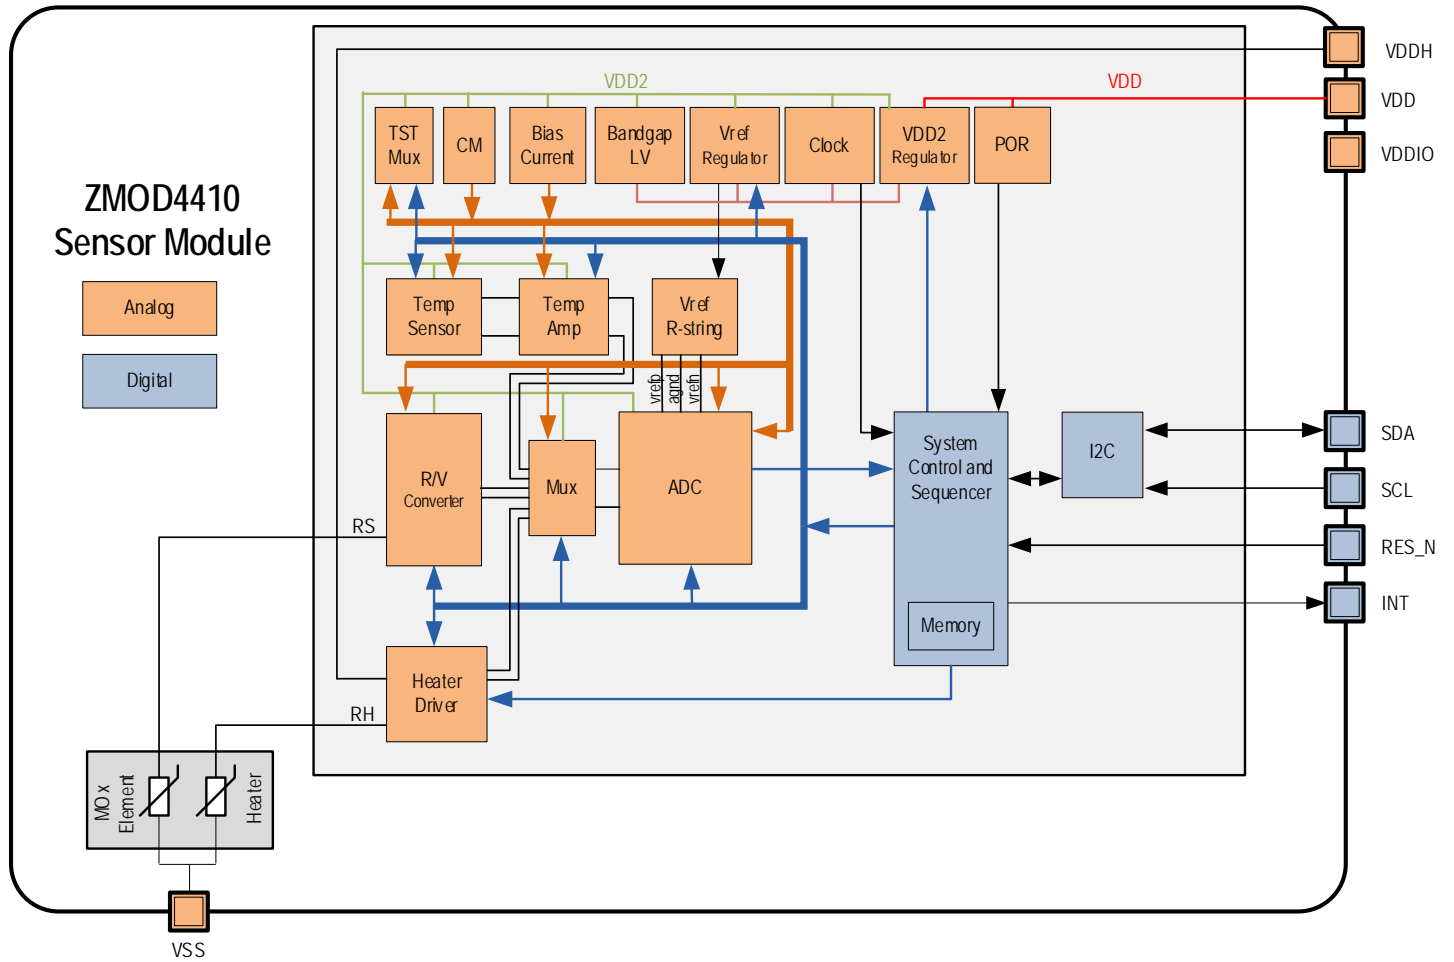 ZMOD4410
Sensor Module
Analog
Digital
VDD2
VDD
TST
Mux
CM
Bias
Current
Bandgap
LV
Vref
Regulator
Clock
VDD2
Regulator
POR
Temp
Sensor
Temp
Amp
Vref
R-string
vrefp
agnd
vrefn
R/V
Converter
Mux
ADC
System
Control and
Sequencer
Memory
I2C
Heater
Driver
RS
RH
MOx
Element
Heater
VDDH
VDD
VDDIO
SDA
SCL
RES_N
INT
VSS